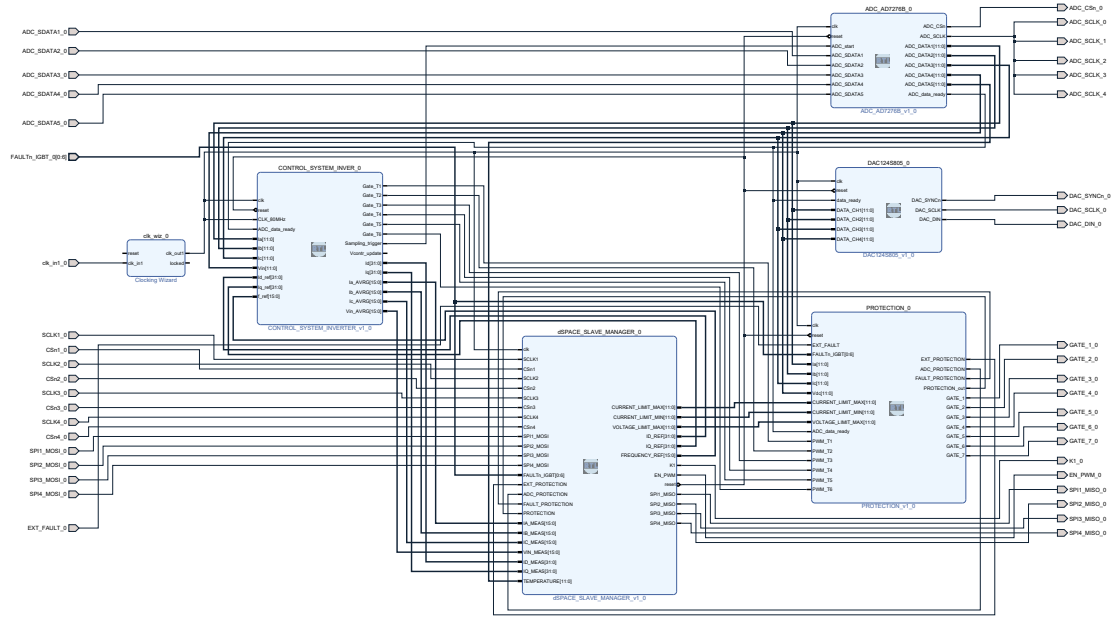 ADC_SDATA1_0
ADC_SDATA2_0
ADC_SDATA3_0
ADC_SDATA4_0
ADC_SDATA5_0
FAULTn_IGBT_0[0:6]
clk_in1_0
SCLK1_0
CSn1_0
SCLK2_0
CSn2_0
SCLK3_0
CSn3_0
SCLK4_0
CSn4_0
SPI1_MOSI_0
SPI2_MOSI_0
SPI3_MOSI_0
SPI4_MOSI_0
EXT_FAULT_0
clk_wiz_0
reset
clk_in1
clk_out1
locked
Clocking Wizard
CONTROL_SYSTEM_INVER_0
clk
reset
CLK_80MHz
ADC_data_ready
Ia[11:0]
Ib[11:0]
Ic[11:0]
Vin[11:0]
Id_ref[31:0]
Iq_ref[31:0]
f_ref[15:0]
Gate_T1
Gate_T2
Gate_T3
Gate_T4
Gate_T5
Gate_T6
Sampling_trigger
Vcontr_update
Id[31:0]
Iq[31:0]
Ia_AVRG[15:0]
Ib_AVRG[15:0]
Ic_AVRG[15:0]
Vin_AVRG[15:0]
CONTROL_SYSTEM_INVERTER_v1_0
dSPACE_SLAVE_MANAGER_0
clk
SCLK1
CSn1
SCLK2
CSn2
SCLK3
CSn3
SCLK4
CSn4
SPI1_MOSI
SPI2_MOSI
SPI3_MOSI
SPI4_MOSI
FAULTn_IGBT[0:6]
EXT_PROTECTION
ADC_PROTECTION
FAULT_PROTECTION
PROTECTION
IA_MEAS[15:0]
IB_MEAS[15:0]
IC_MEAS[15:0]
VIN_MEAS[15:0]
ID_MEAS[31:0]
IQ_MEAS[31:0]
TEMPERATURE[11:0]
CURRENT_LIMIT_MAX[11:0]
CURRENT_LIMIT_MIN[11:0]
VOLTAGE_LIMIT_MAX[11:0]
ID_REF[31:0]
IQ_REF[31:0]
FREQUENCY_REF[15:0]
K1
EN_PWM
reset
SPI1_MISO
SPI2_MISO
SPI3_MISO
SPI4_MISO
dSPACE_SLAVE_MANAGER_v1_0
ADC_AD7276B_0
clk
reset
ADC_start
ADC_SDATA1
ADC_SDATA2
ADC_SDATA3
ADC_SDATA4
ADC_SDATA5
ADC_CSn
ADC_SCLK
ADC_DATA1[11:0]
ADC_DATA2[11:0]
ADC_DATA3[11:0]
ADC_DATA4[11:0]
ADC_DATA5[11:0]
ADC_data_ready
ADC_AD7276B_v1_0
DAC124S805_0
clk
reset
data_ready
DATA_CH1[11:0]
DATA_CH2[11:0]
DATA_CH3[11:0]
DATA_CH4[11:0]
DAC_SYNCn
DAC_SCLK
DAC_DIN
DAC124S805_v1_0
PROTECTION_0
clk
reset
EXT_FAULT
FAULTn_IGBT[0:6]
Ia[11:0]
Ib[11:0]
Ic[11:0]
Vdc[11:0]
CURRENT_LIMIT_MAX[11:0]
CURRENT_LIMIT_MIN[11:0]
VOLTAGE_LIMIT_MAX[11:0]
ADC_data_ready
PWM_T1
PWM_T2
PWM_T3
PWM_T4
PWM_T5
PWM_T6
EXT_PROTECTION
ADC_PROTECTION
FAULT_PROTECTION
PROTECTION_out
GATE_1
GATE_2
GATE_3
GATE_4
GATE_5
GATE_6
GATE_7
PROTECTION_v1_0
ADC_CSn_0
ADC_SCLK_0
ADC_SCLK_1
ADC_SCLK_2
ADC_SCLK_3
ADC_SCLK_4
DAC_SYNCn_0
DAC_SCLK_0
DAC_DIN_0
GATE_1_0
GATE_2_0
GATE_3_0
GATE_4_0
GATE_5_0
GATE_6_0
GATE_7_0
K1_0
EN_PWM_0
SPI1_MISO_0
SPI2_MISO_0
SPI3_MISO_0
SPI4_MISO_0